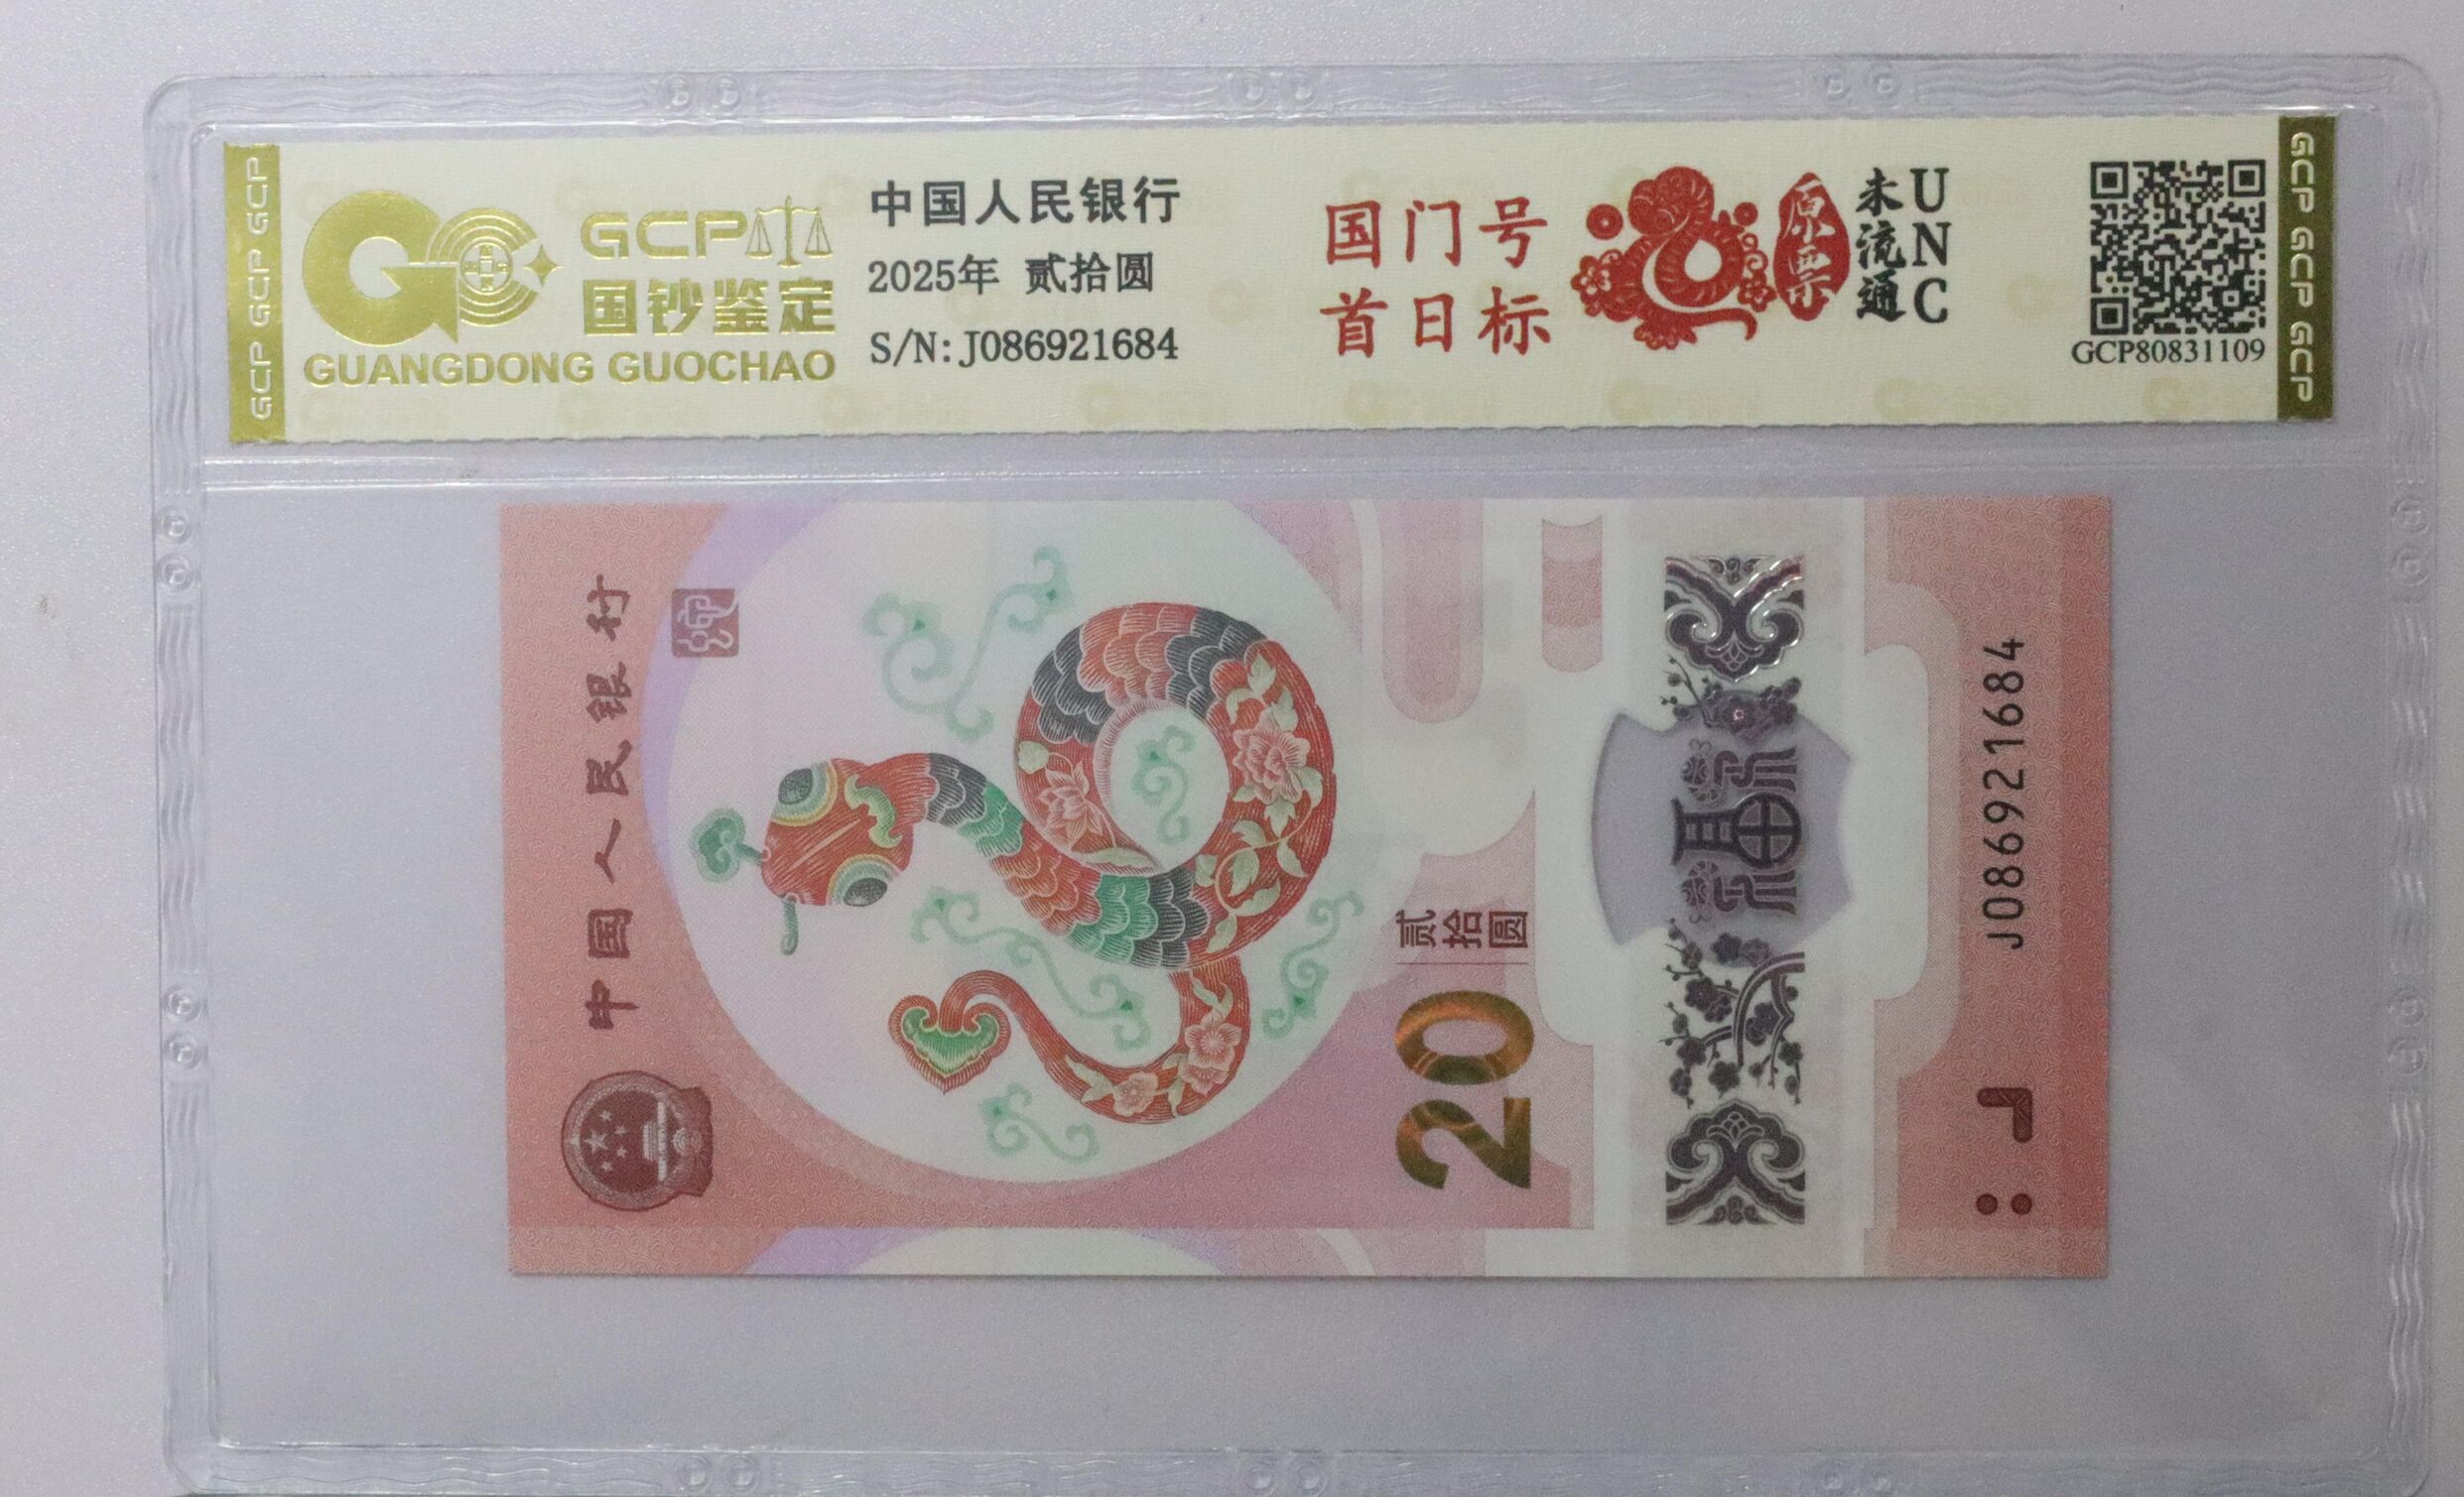 GCP GCP GCP
GCP
国钞鉴定
GUANGDONG GUOCHAO
中国人民银行
2025年 贰拾圆
S/N: J086921684
国门号
首日标
原票
未流通
UNC
GCP80831109
GCP GCP GCP
中国人民银行
贰拾圆
20
福
J086921684